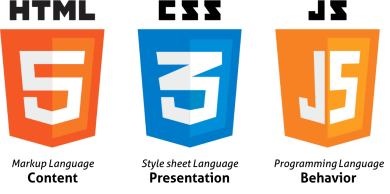 HTML CSS JS
5 3 JS
Markup Language Style sheet Language Programming Language
Content Presentation Behavior